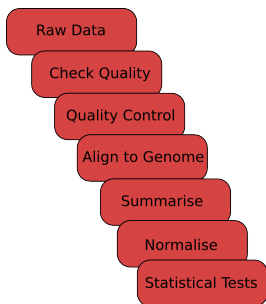 Raw Data
Check Quality
Quality Control
Align to Genome
Summarise
Normalise
Statistical Tests